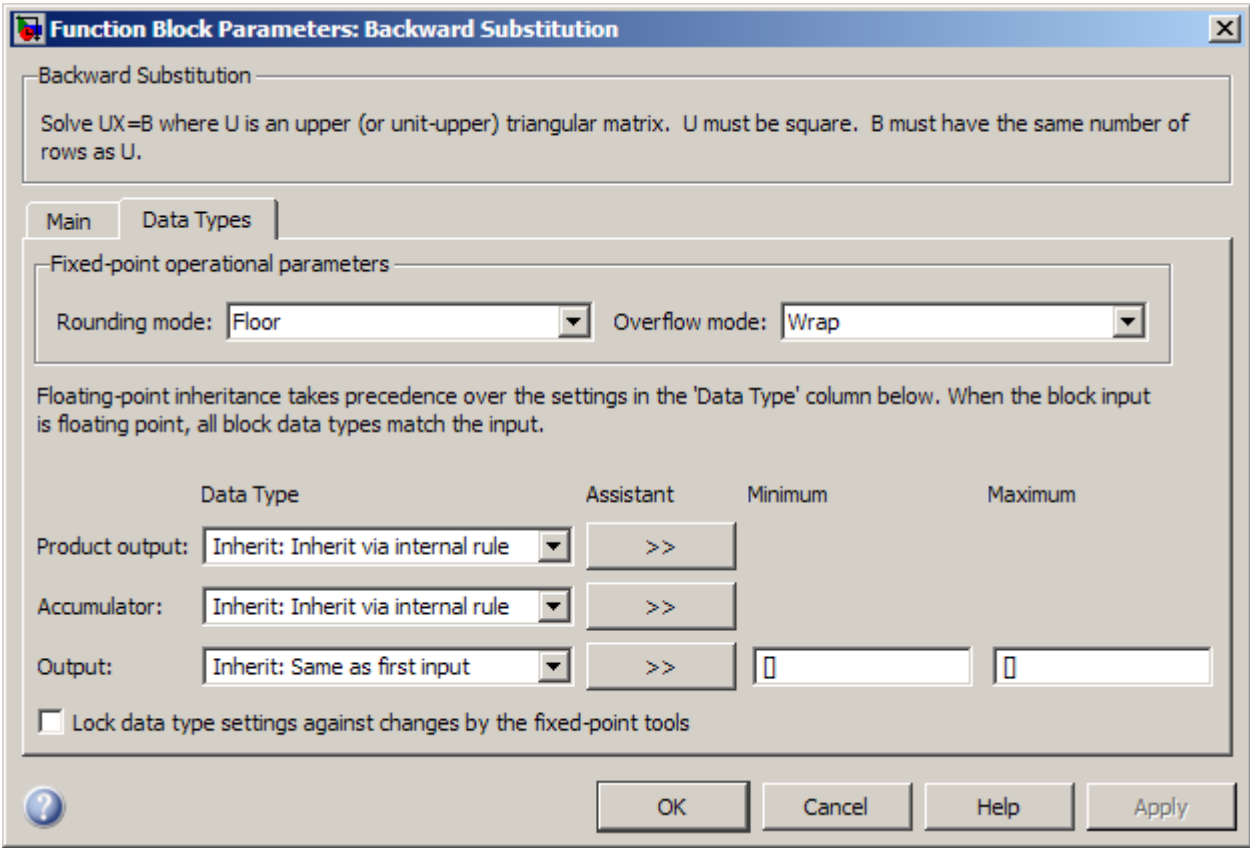 Function Block Parameters: Backward Substitution
Backward Substitution
Solve UX=B where U is an upper (or unit-upper) triangular matrix.  U must be square.  B must have the same number of
rows as U.
Main
Data Types
Fixed-point operational parameters
Rounding mode: Floor
Overflow mode: Wrap
Floating-point inheritance takes precedence over the settings in the 'Data Type' column below. When the block input
is floating point, all block data types match the input.
Data Type Assistant Minimum Maximum
Product output: Inherit: Inherit via internal rule >>
Accumulator: Inherit: Inherit via internal rule >>
Output: Inherit: Same as first input >> [] []
Lock data type settings against changes by the fixed-point tools
? OK Cancel Help Apply